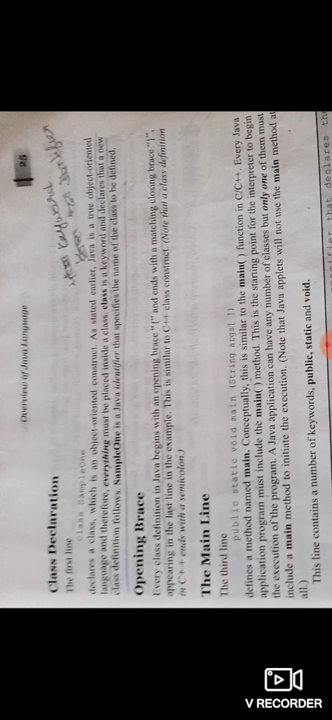 Overview of Java Language 25
Class Declaration
The first line
class SampleOne
declares a class, which is an object-oriented construct. As stated earlier, Java is a true object-oriented
language and therefore, everything must be placed inside a class. class is a keyword and declares that a new
class definition follows. SampleOne is a Java identifier that specifies the name of the class to be defined.
Opening Brace
Every class definition in Java begins with an opening brace "{" and ends with a matching closing brace "}",
appearing in the last line in the example. This is similar to C++ class construct. (Note that a class definition
in C++ ends with a semicolon.)
The Main Line
The third line
public static void main (String args[ ])
defines a method named main. Conceptually, this is similar to the main( ) function in C/C++. Every Java
application program must include the main( ) method. This is the starting point for the interpreter to begin
the execution of the program. A Java application can have any number of classes but only one of them must
include a main method to initiate the execution. (Note that Java applets will not use the main method at
all.)
This line contains a number of keywords, public, static and void.
that declares the
V RECORDER